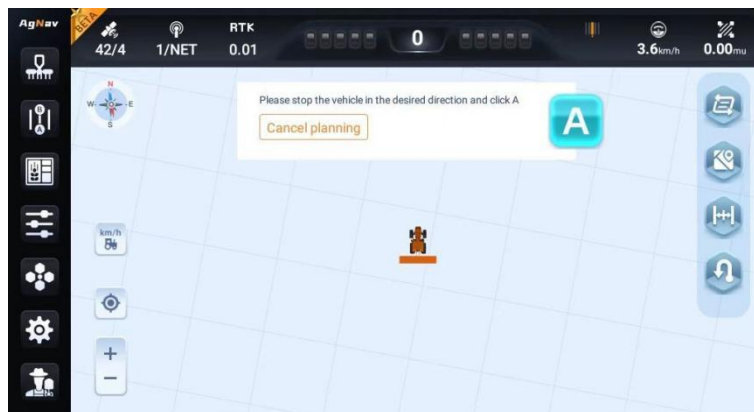 AgNav
BETA
42/4
1/NET
RTK
0.01
0
3.6km/h
0.00mu
N
W
E
S
Please stop the vehicle in the desired direction and click A
Cancel planning
A
B
A
km/h
+
−